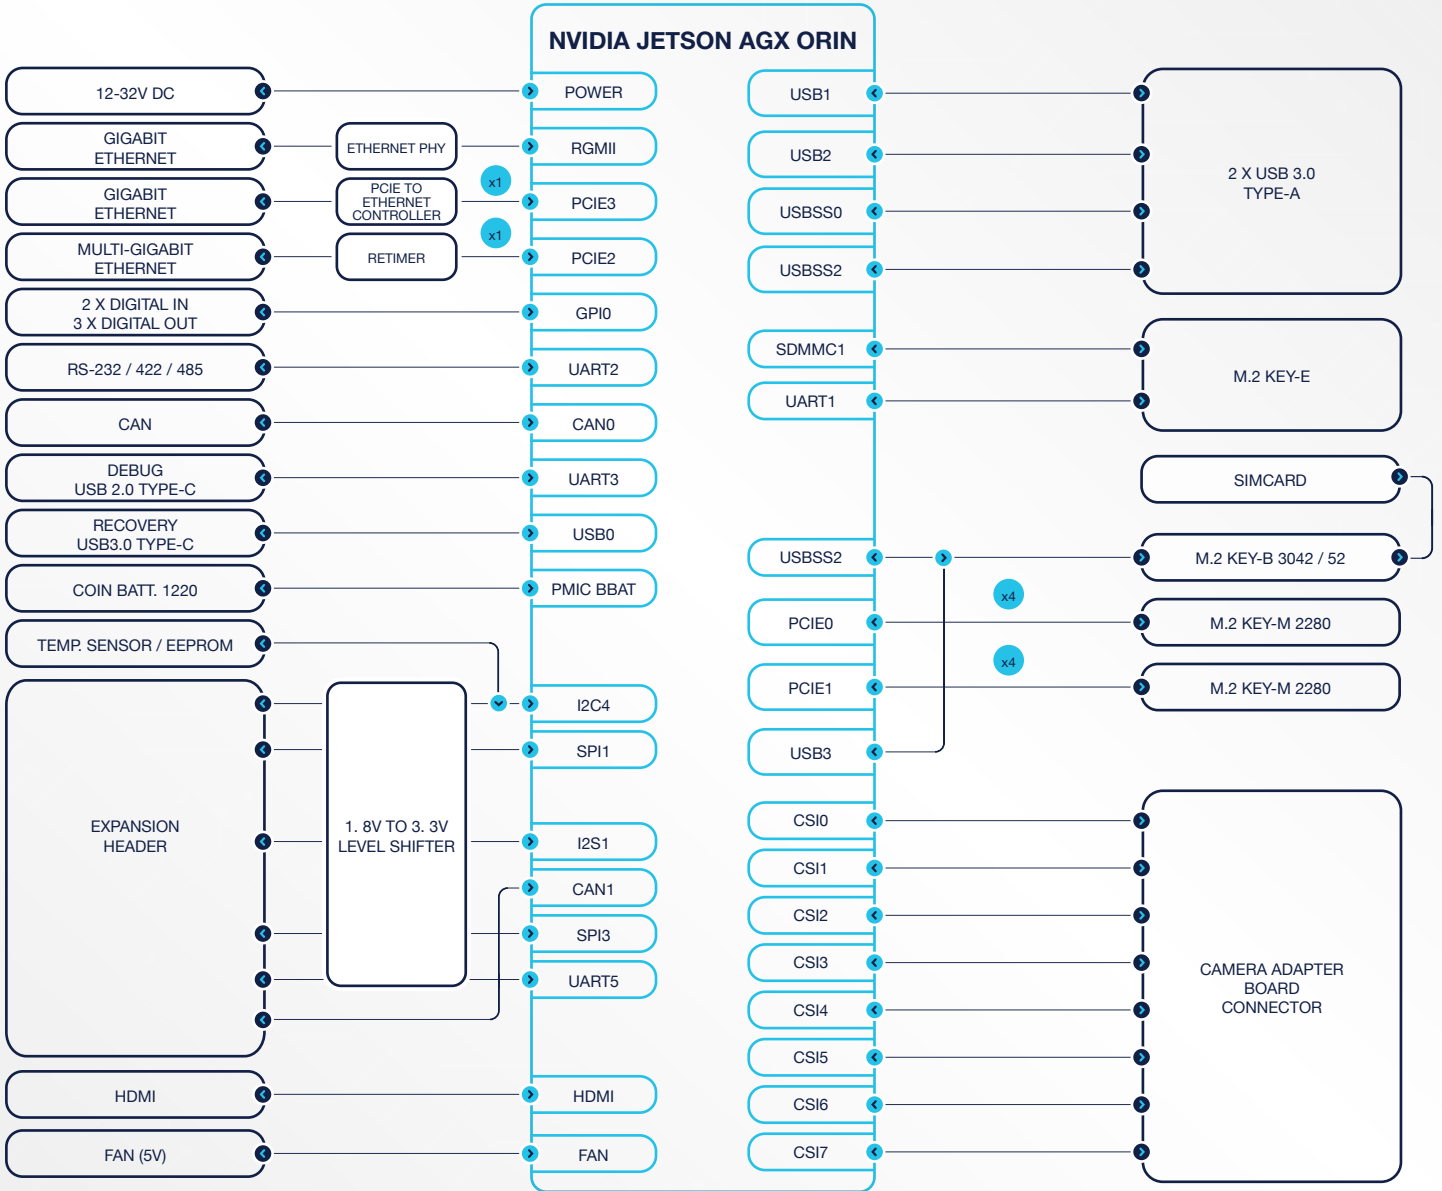 NVIDIA JETSON AGX ORIN
12-32V DC
POWER
GIGABIT
ETHERNET
ETHERNET PHY
RGMII
GIGABIT
ETHERNET
PCIE TO
ETHERNET
CONTROLLER
x1
PCIE3
MULTI-GIGABIT
ETHERNET
RETIMER
x1
PCIE2
2 X DIGITAL IN
3 X DIGITAL OUT
GPI0
RS-232 / 422 / 485
UART2
CAN
CAN0
DEBUG
USB 2.0 TYPE-C
UART3
RECOVERY
USB3.0 TYPE-C
USB0
COIN BATT. 1220
PMIC BBAT
TEMP. SENSOR / EEPROM
EXPANSION
HEADER
1. 8V TO 3. 3V
LEVEL SHIFTER
I2C4
SPI1
I2S1
CAN1
SPI3
UART5
HDMI
HDMI
FAN (5V)
FAN
USB1
USB2
USBSS0
USBSS2
2 X USB 3.0
TYPE-A
SDMMC1
UART1
M.2 KEY-E
SIMCARD
USBSS2
M.2 KEY-B 3042 / 52
x4
PCIE0
M.2 KEY-M 2280
x4
PCIE1
M.2 KEY-M 2280
USB3
CSI0
CSI1
CSI2
CSI3
CSI4
CSI5
CSI6
CSI7
CAMERA ADAPTER
BOARD
CONNECTOR